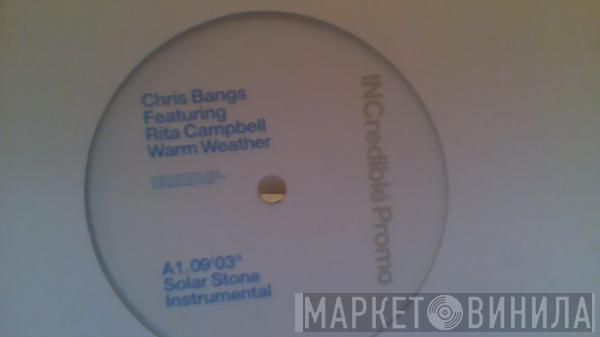 Chris Bangs
Featuring
Rita Campbell
Warm Weather
INCredible Promo
A1.09'03"
Solar Stone
Instrumental
МАРКЕТ ВИНИЛА